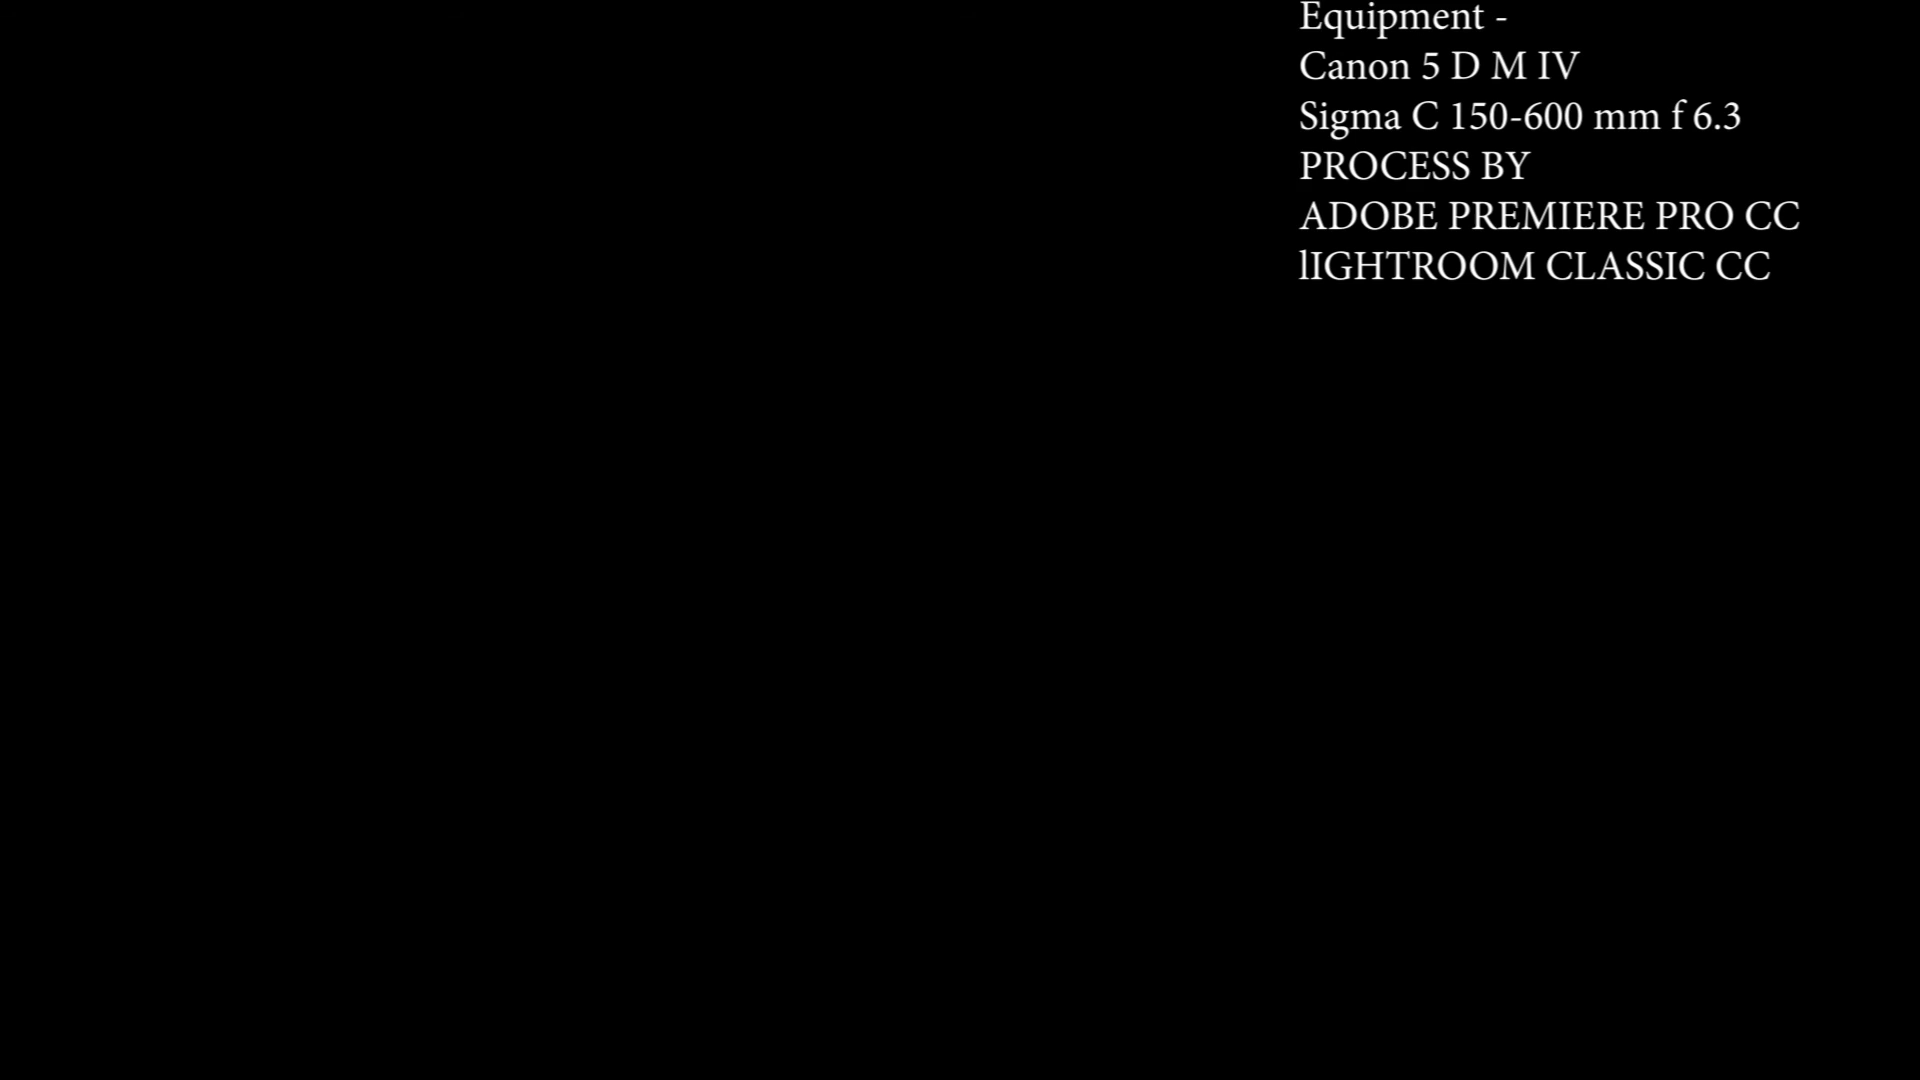 Equipment -
Canon 5 D M IV
Sigma C 150-600 mm f 6.3
PROCESS BY
ADOBE PREMIERE PRO CC
lIGHTROOM CLASSIC CC